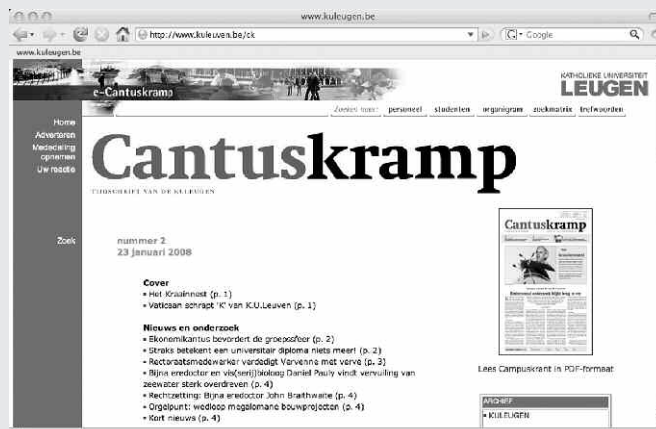 www.kuleugen.be
http://www.kuleuven.be/ck
Google
www.kuleugen.be
e-Cantuskramp
KATHOLIEKE UNIVERSITEIT
LEUGEN
Zoeken naar: personeel studenten organigram zoekmatrix trefwoorden
Home
Adverteren
Mededeling
opnemen
Uw reactie
Cantuskramp
TIJDSCHRIFT VAN DE KULEUGEN
Zoek
nummer 2
23 januari 2008
Cantuskramp
Cover
• Het Kraainnest (p. 1)
• Vaticaan schrapt 'K' van K.U.Leuven (p. 1)
Nieuws en onderzoek
• Ekonomikantus bevordert de groepssfeer (p. 2)
• Straks betekent een universitair diploma niets meer! (p. 2)
• Rectoraatsmedewerker verdedigt Vervenne met verve (p. 3)
• Bijna eredoctor en vis(serij)bioloog Daniel Pauly vindt vervuiling van
zeewater sterk overdreven (p. 4)
• Rechtzetting: Bijna eredoctor John Braithwaite (p. 4)
• Orgelpunt: wedloop megalomane bouwprojecten (p. 4)
• Kort nieuws (p. 4)
Lees Campuskrant in PDF-formaat
ARCHIEF
• KULEUGEN